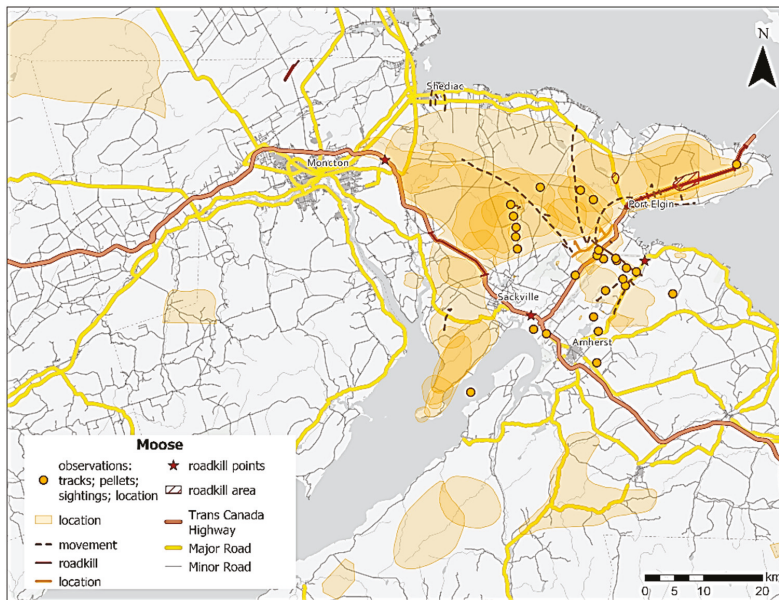 N
Shediac
Moncton
Port Elgin
Sackville
Amherst
Moose
observations:
tracks; pellets;
sightings; location
location
movement
roadkill
location
roadkill points
roadkill area
Trans Canada
Highway
Major Road
Minor Road
km
0 5 10 20